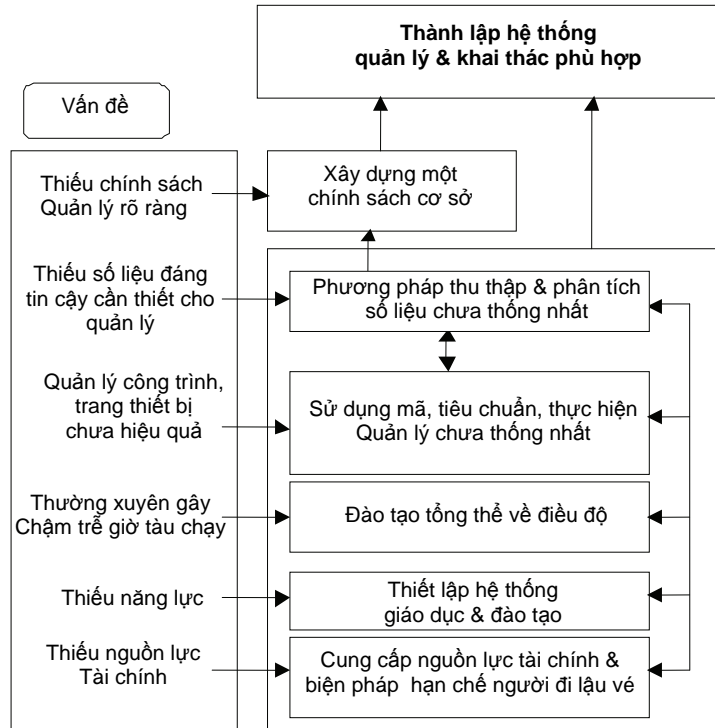 Thành lập hệ thống
quản lý & khai thác phù hợp
Vấn đề
Thiếu chính sách
Quản lý rõ ràng
Xây dựng một
chính sách cơ sở
Thiếu số liệu đáng
tin cậy cần thiết cho
quản lý
Phương pháp thu thập & phân tích
số liệu chưa thống nhất
Quản lý công trình,
trang thiết bị
chưa hiệu quả
Sử dụng mã, tiêu chuẩn, thực hiện
Quản lý chưa thống nhất
Thường xuyên gây
Chậm trễ giờ tàu chạy
Đào tạo tổng thể về điều độ
Thiếu năng lực
Thiết lập hệ thống
giáo dục & đào tạo
Thiếu nguồn lực
Tài chính
Cung cấp nguồn lực tài chính &
biện pháp hạn chế người đi lậu vé